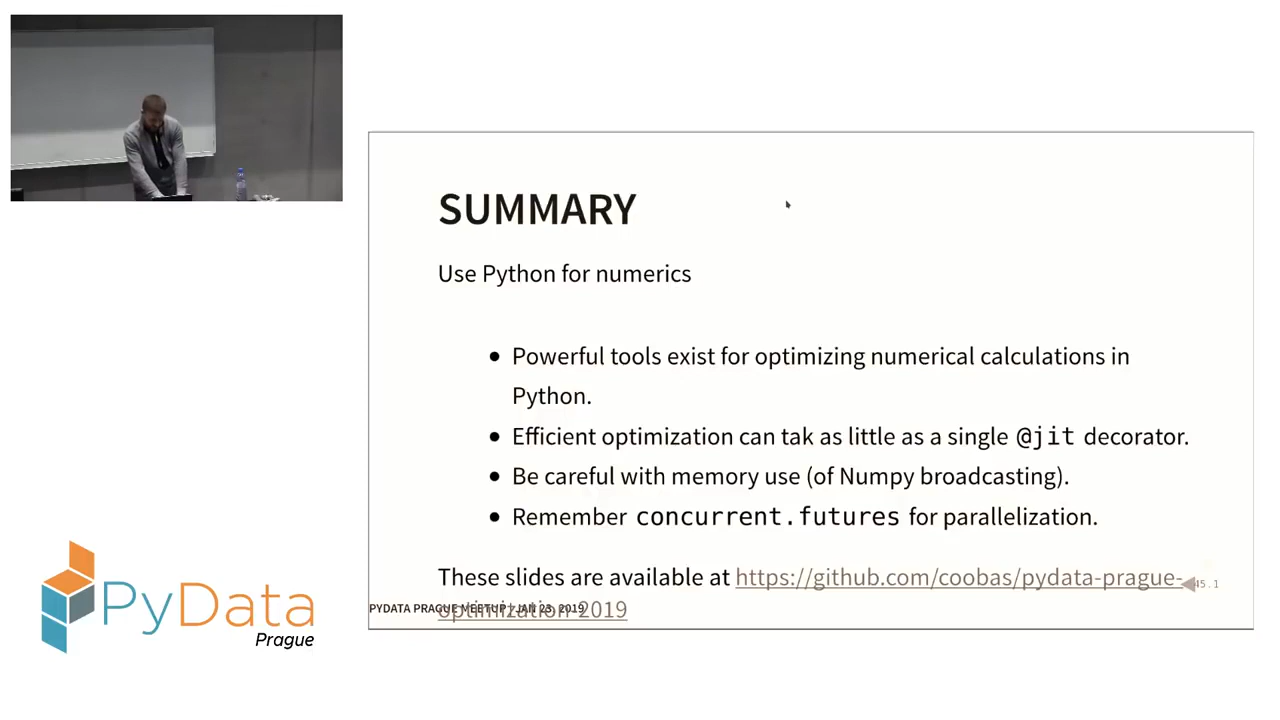 SUMMARY
Use Python for numerics
• Powerful tools exist for optimizing numerical calculations in
Python.
• Efficient optimization can tak as little as a single @jit decorator.
• Be careful with memory use (of Numpy broadcasting).
• Remember concurrent.futures for parallelization.
These slides are available at https://github.com/coobas/pydata-prague-
optimization-2019
45.1
PYDATA PRAGUE MEETUP | JAN 23, 2019
PyData
Prague